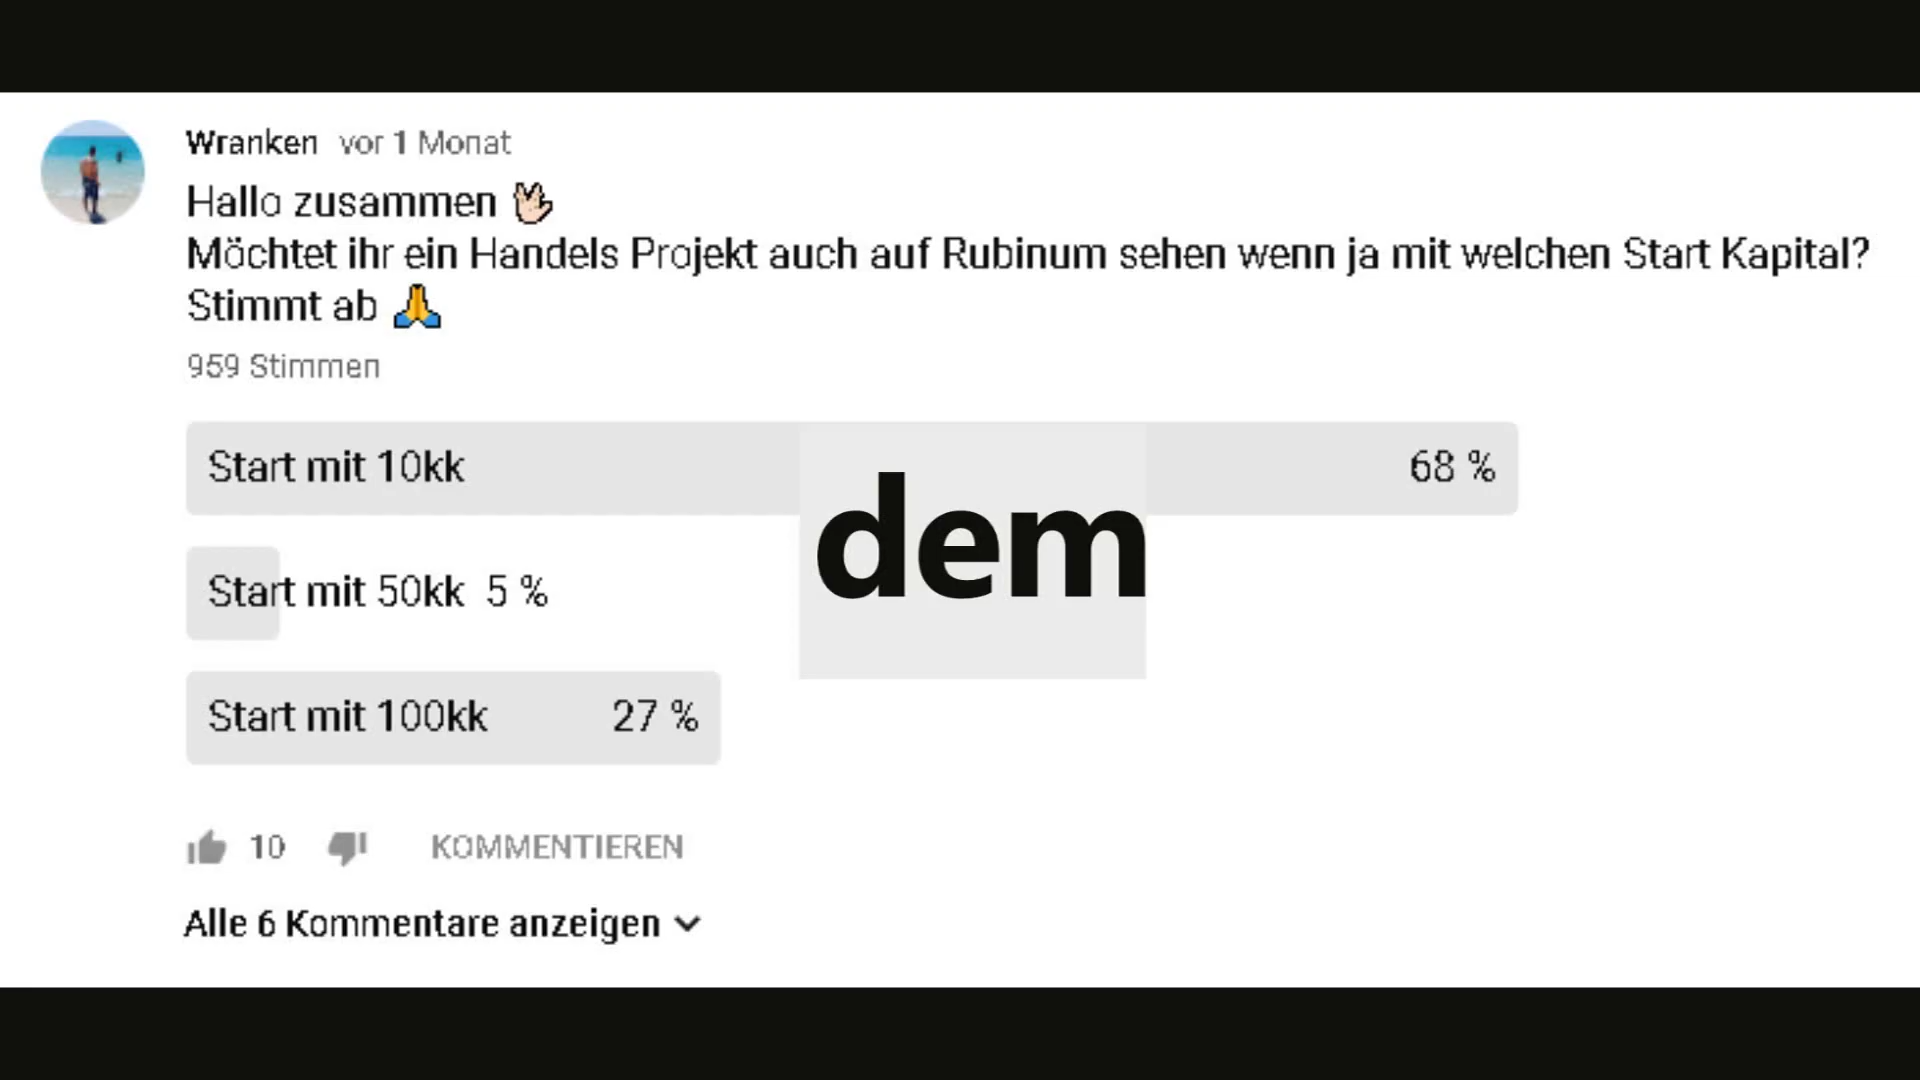 Wranken vor 1 Monat
Hallo zusammen 🖖🏻
Möchtet ihr ein Handels Projekt auch auf Rubinum sehen wenn ja mit welchen Start Kapital?
Stimmt ab 🙏
959 Stimmen
Start mit 10kk 68 %
dem
Start mit 50kk 5 %
Start mit 100kk 27 %
10 KOMMENTIEREN
Alle 6 Kommentare anzeigen